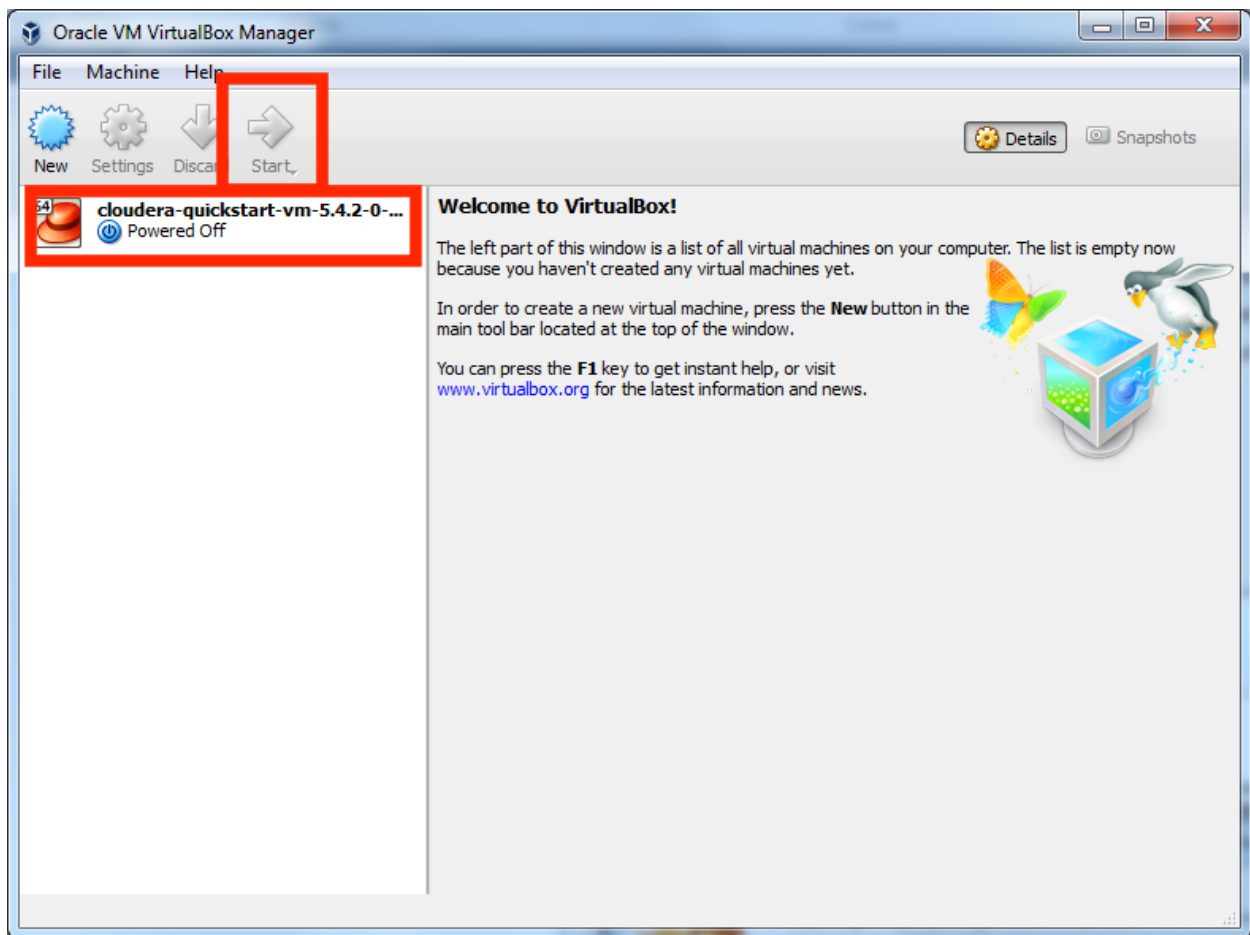 Oracle VM VirtualBox Manager
File Machine Help
New Settings Discar Start
Details Snapshots
64
cloudera-quickstart-vm-5.4.2-0-...
Powered Off
Welcome to VirtualBox!
The left part of this window is a list of all virtual machines on your computer. The list is empty now
because you haven't created any virtual machines yet.
In order to create a new virtual machine, press the New button in the
main tool bar located at the top of the window.
You can press the F1 key to get instant help, or visit
www.virtualbox.org for the latest information and news.